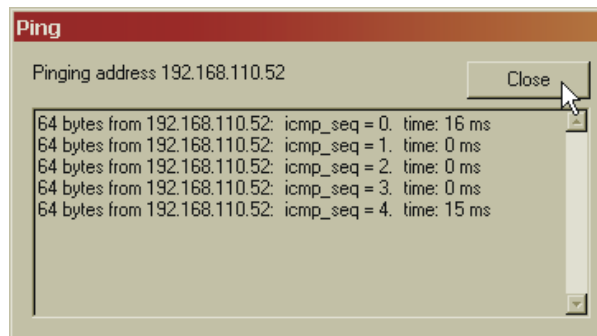 Ping
Pinging address 192.168.110.52
Close
64 bytes from 192.168.110.52:  icmp_seq = 0.  time: 16 ms
64 bytes from 192.168.110.52:  icmp_seq = 1.  time: 0 ms
64 bytes from 192.168.110.52:  icmp_seq = 2.  time: 0 ms
64 bytes from 192.168.110.52:  icmp_seq = 3.  time: 0 ms
64 bytes from 192.168.110.52:  icmp_seq = 4.  time: 15 ms